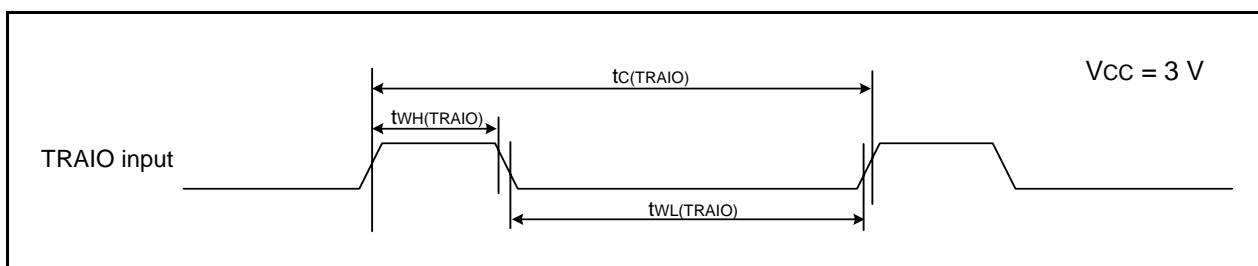 tC(TRAIO)
VCC = 3 V
tWH(TRAIO)
TRAIO input
tWL(TRAIO)